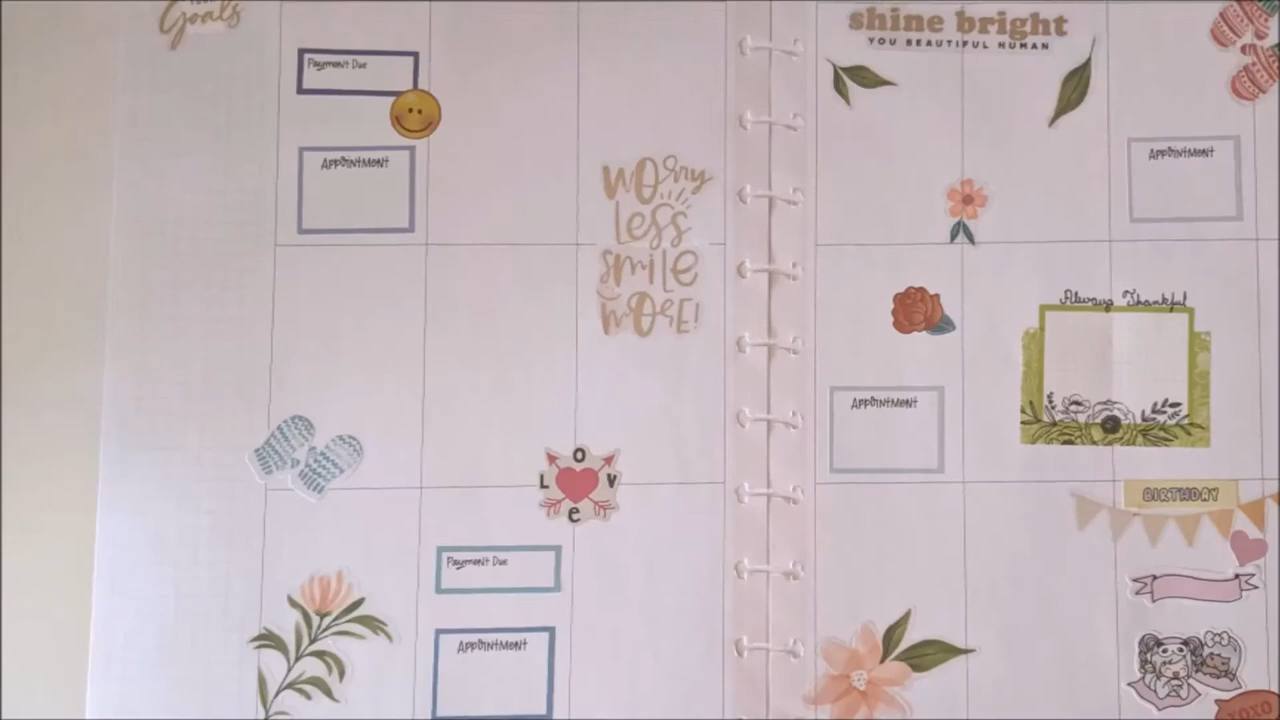 Goals
Payment Due
Appointment
worry
less
smile
more!
L O V e
Payment Due
Appointment
shine bright
YOU BEAUTIFUL HUMAN
Appointment
Always Thankful
Appointment
BIRTHDAY
XOXO